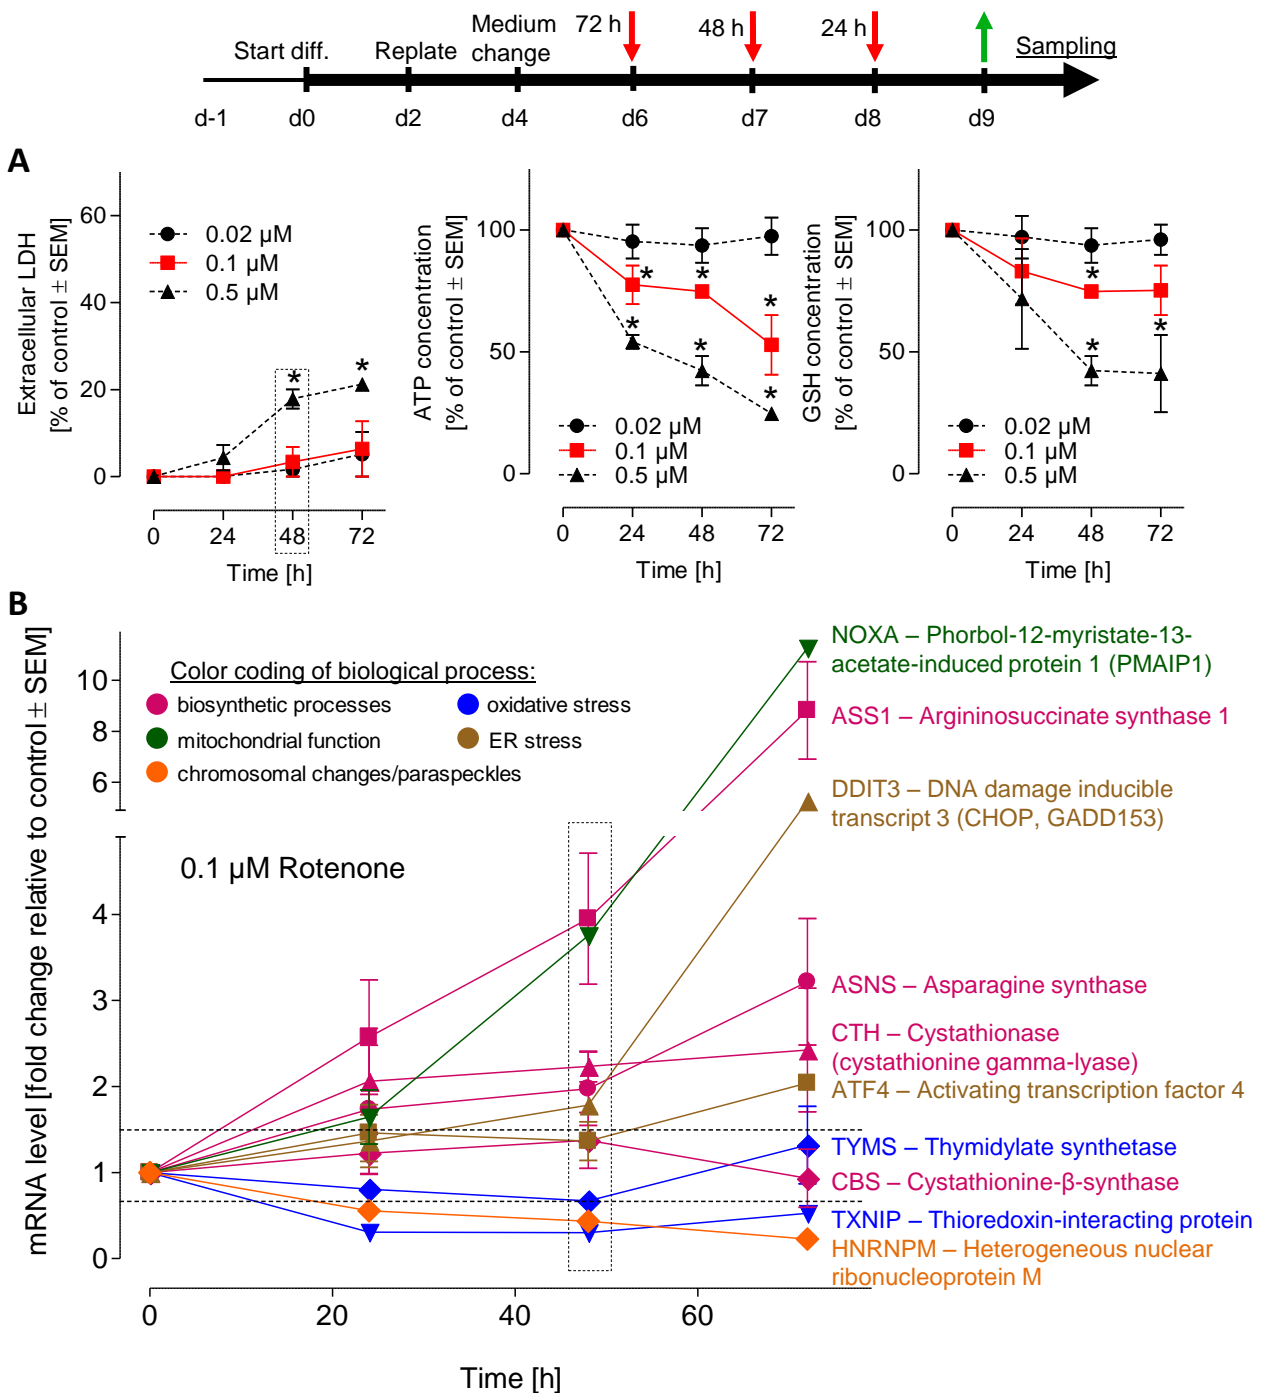 Medium
change
72 h
48 h
24 h
Start diff.
Replate
Sampling
d-1
d0
d2
d4
d6
d7
d8
d9
A
Extracellular LDH
[% of control ± SEM]
60
40
20
0
0.02 µM
0.1 µM
0.5 µM
*
*
0
24
48
72
Time [h]
ATP concentration
[% of control ± SEM]
100
50
0
*
*
*
*
*
*
0.02 µM
0.1 µM
0.5 µM
0
24
48
72
Time [h]
GSH concentration
[% of control ± SEM]
100
50
0
*
*
*
0.02 µM
0.1 µM
0.5 µM
0
24
48
72
Time [h]
B
mRNA level [fold change relative to control ± SEM]
10
8
6
4
3
2
1
0
Color coding of biological process:
biosynthetic processes
oxidative stress
mitochondrial function
ER stress
chromosomal changes/paraspeckles
0.1 µM Rotenone
NOXA – Phorbol-12-myristate-13-
acetate-induced protein 1 (PMAIP1)
ASS1 – Argininosuccinate synthase 1
DDIT3 – DNA damage inducible
transcript 3 (CHOP, GADD153)
ASNS – Asparagine synthase
CTH – Cystathionase
(cystathionine gamma-lyase)
ATF4 – Activating transcription factor 4
TYMS – Thymidylate synthetase
CBS – Cystathionine-β-synthase
TXNIP – Thioredoxin-interacting protein
HNRNPM – Heterogeneous nuclear
ribonucleoprotein M
0
20
40
60
Time [h]